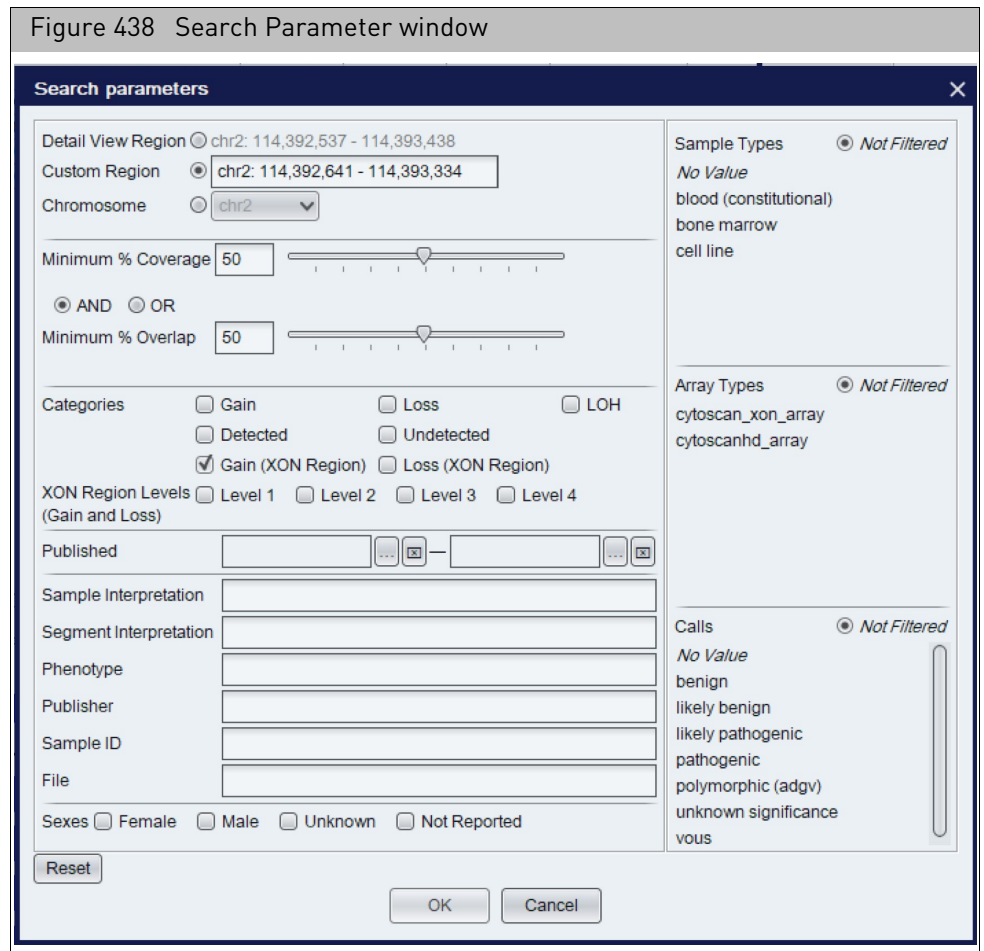 Figure 438 Search Parameter window
Search parameters
Detail View Region chr2: 114,392,537 - 114,393,438
Custom Region chr2: 114,392,641 - 114,393,334
Chromosome chr2
Minimum % Coverage 50
AND OR
Minimum % Overlap 50
Categories Gain Loss LOH
Detected Undetected
Gain (XON Region) Loss (XON Region)
XON Region Levels Level 1 Level 2 Level 3 Level 4
(Gain and Loss)
Published ... —  ...
Sample Interpretation
Segment Interpretation
Phenotype
Publisher
Sample ID
File
Sexes Female Male Unknown Not Reported
Sample Types Not Filtered
No Value
blood (constitutional)
bone marrow
cell line
Array Types Not Filtered
cytoscan_xon_array
cytoscanhd_array
Calls Not Filtered
No Value
benign
likely benign
likely pathogenic
pathogenic
polymorphic (adgv)
unknown significance
vous
Reset
OK Cancel